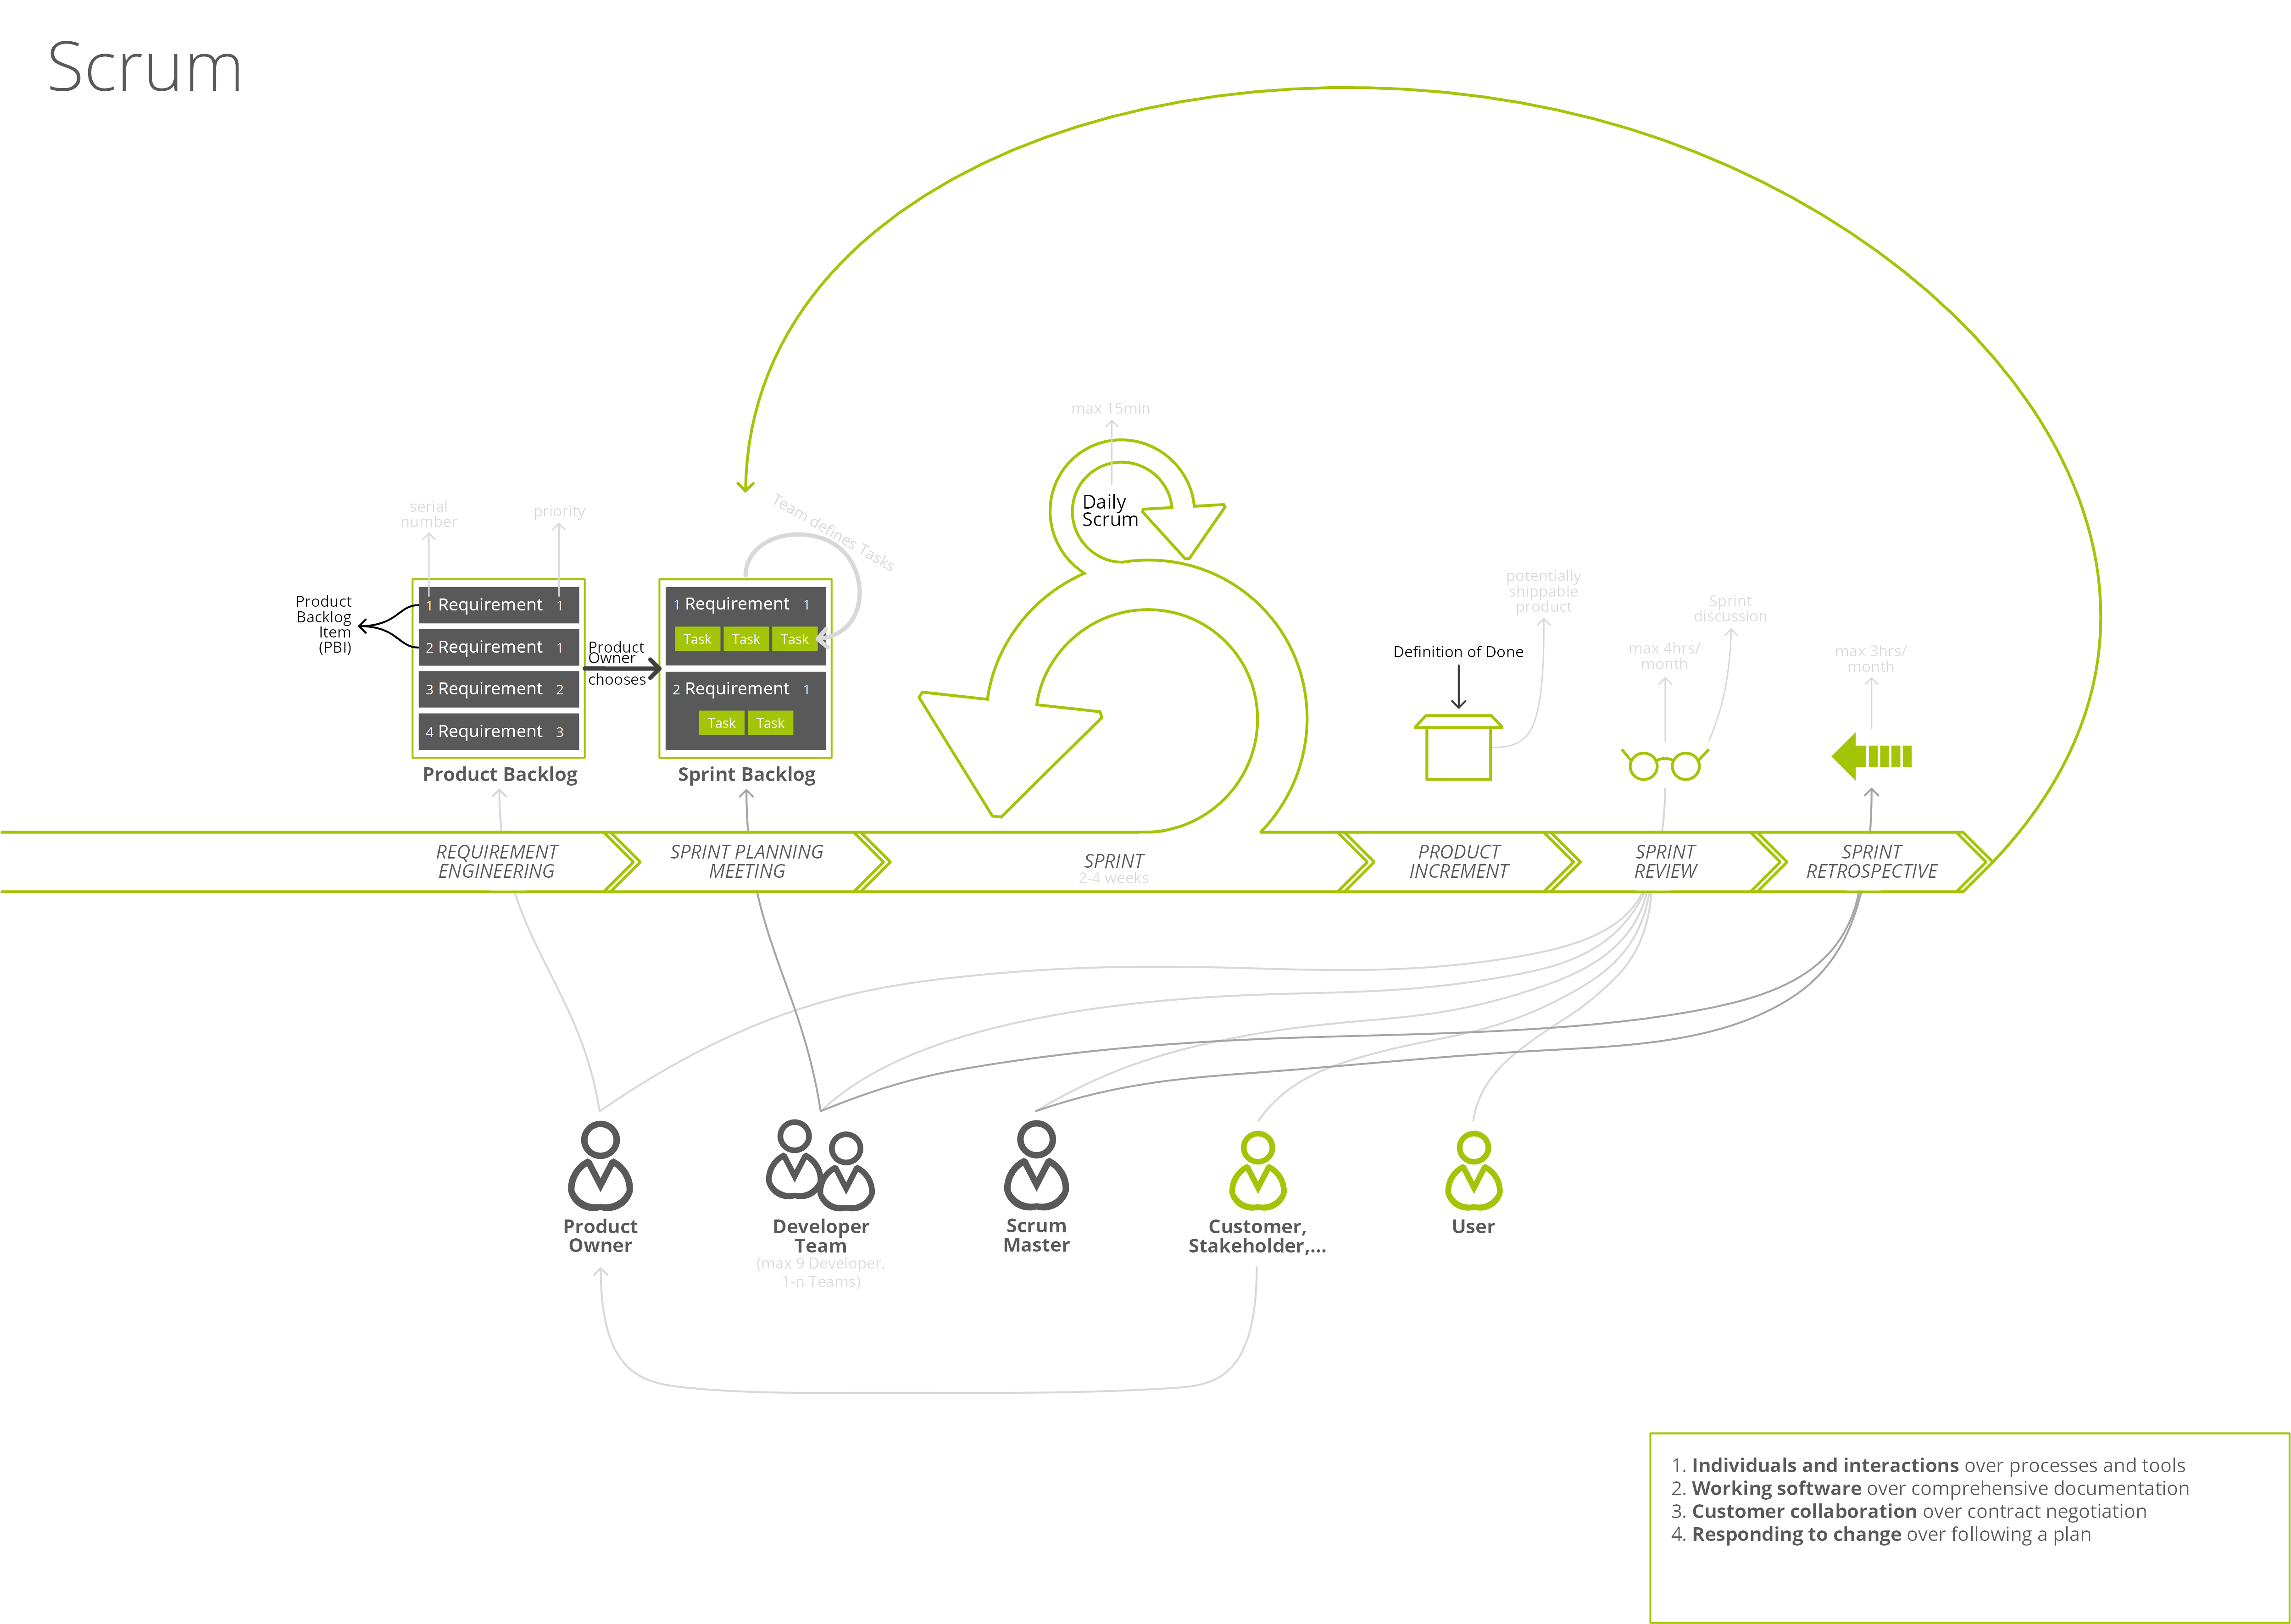 Scrum
max 15min
Daily
Scrum
serial
number
priority
Team defines Tasks
Product
Backlog
Item
(PBI)
1 Requirement 1
2 Requirement 1
3 Requirement 2
4 Requirement 3
Product Backlog
Product
Owner
chooses
1 Requirement 1
Task Task Task
2 Requirement 1
Task Task
Sprint Backlog
Definition of Done
potentially
shippable
product
max 4hrs/
month
Sprint
discussion
max 3hrs/
month
REQUIREMENT
ENGINEERING
SPRINT PLANNING
MEETING
SPRINT
2-4 weeks
PRODUCT
INCREMENT
SPRINT
REVIEW
SPRINT
RETROSPECTIVE
Product
Owner
Developer
Team
(max 9 Developer,
1-n Teams)
Scrum
Master
Customer,
Stakeholder,...
User
1. Individuals and interactions over processes and tools
2. Working software over comprehensive documentation
3. Customer collaboration over contract negotiation
4. Responding to change over following a plan